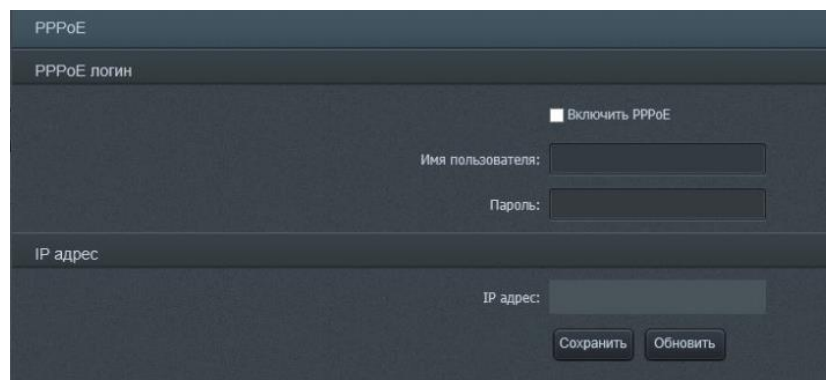 PPPoE
PPPoE логин
Включить PPPoE
Имя пользователя:
Пароль:
IP адрес
IP адрес:
Сохранить Обновить